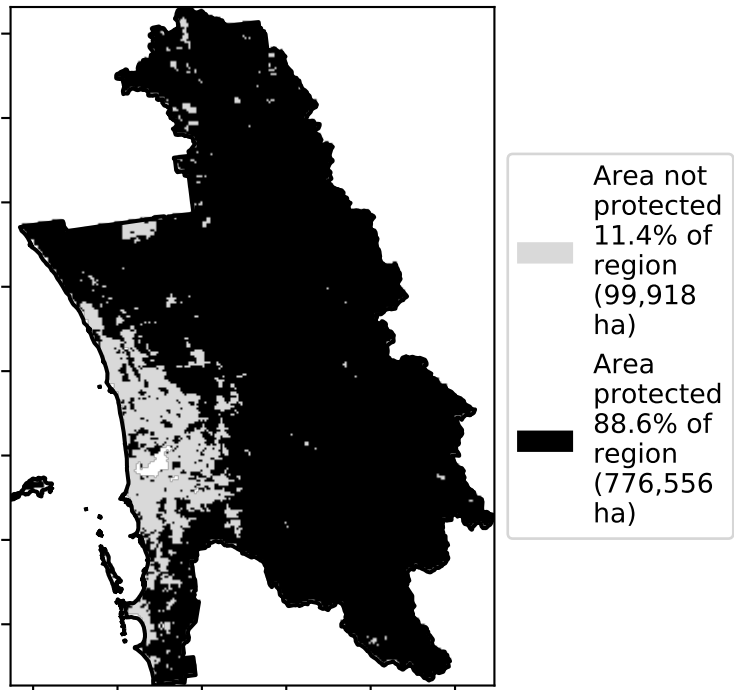 Area not
protected
11.4% of
region
(99,918
ha)
Area
protected
88.6% of
region
(776,556
ha)